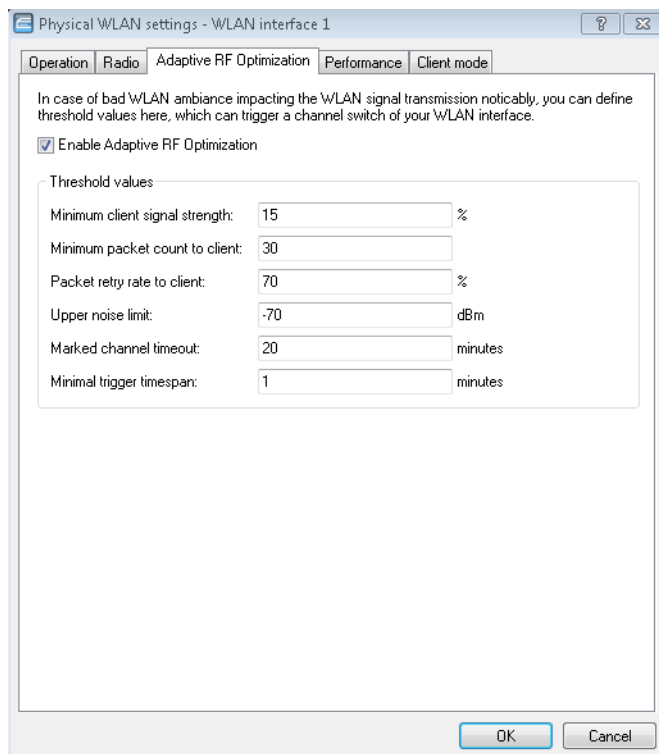 Physical WLAN settings - WLAN interface 1
Operation Radio Adaptive RF Optimization Performance Client mode
In case of bad WLAN ambiance impacting the WLAN signal transmission noticably, you can define
threshold values here, which can trigger a channel switch of your WLAN interface.
Enable Adaptive RF Optimization
Threshold values
Minimum client signal strength: 15 %
Minimum packet count to client: 30
Packet retry rate to client: 70 %
Upper noise limit: -70 dBm
Marked channel timeout: 20 minutes
Minimal trigger timespan: 1 minutes
OK Cancel